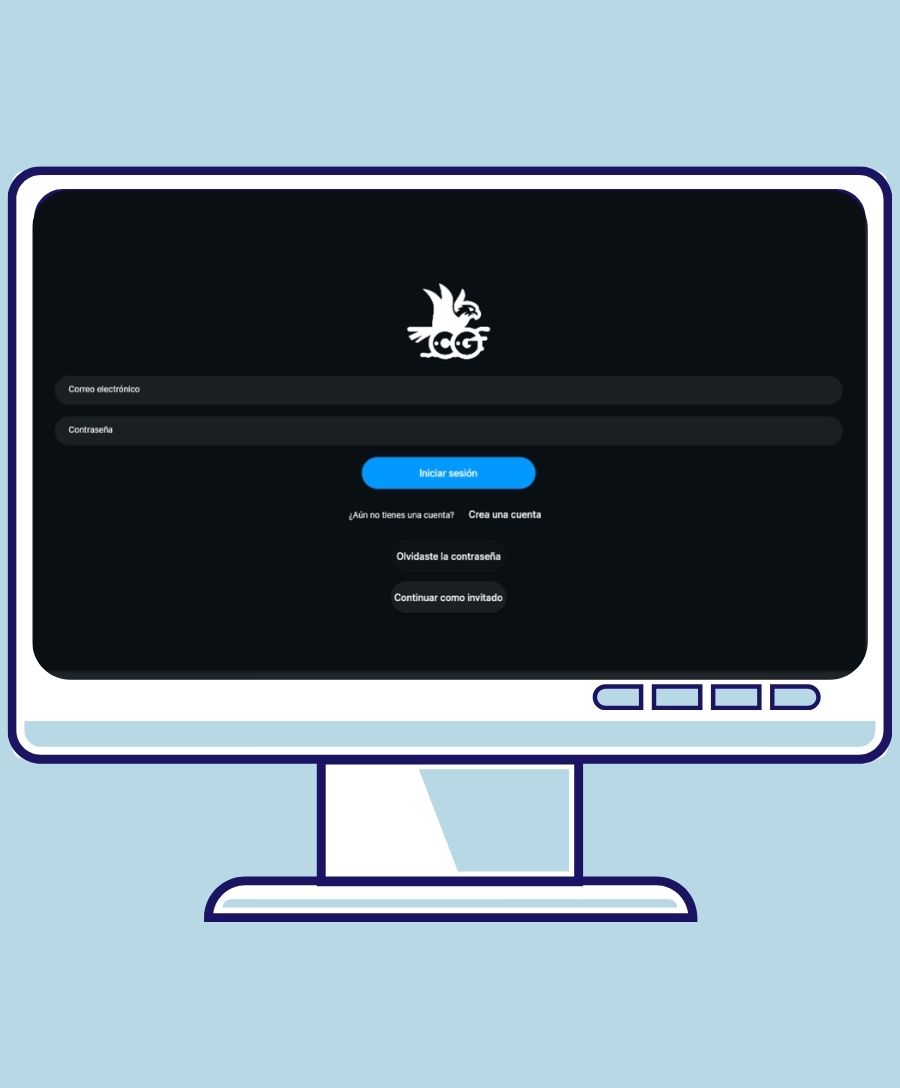 CG
Correo electrónico
Contraseña
Iniciar sesión
¿Aún no tienes una cuenta? Crea una cuenta
Olvidaste la contraseña
Continuar como invitado